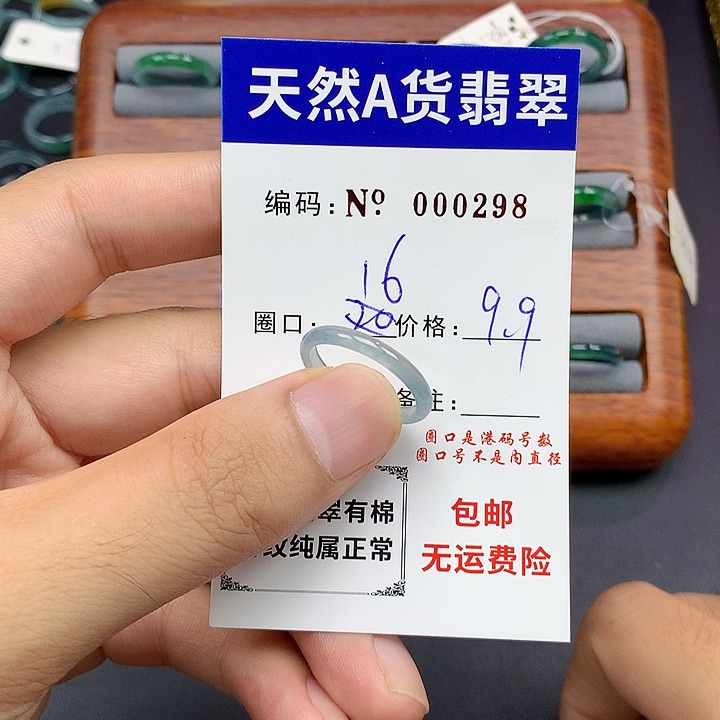 天然A货翡翠
编码:Nº 000298
16
圈口: 20 价格: 9.9
备注:
圈口是港码号数
圈口号不是内直径
翠有棉
纹纯属正常
包邮
无运费险